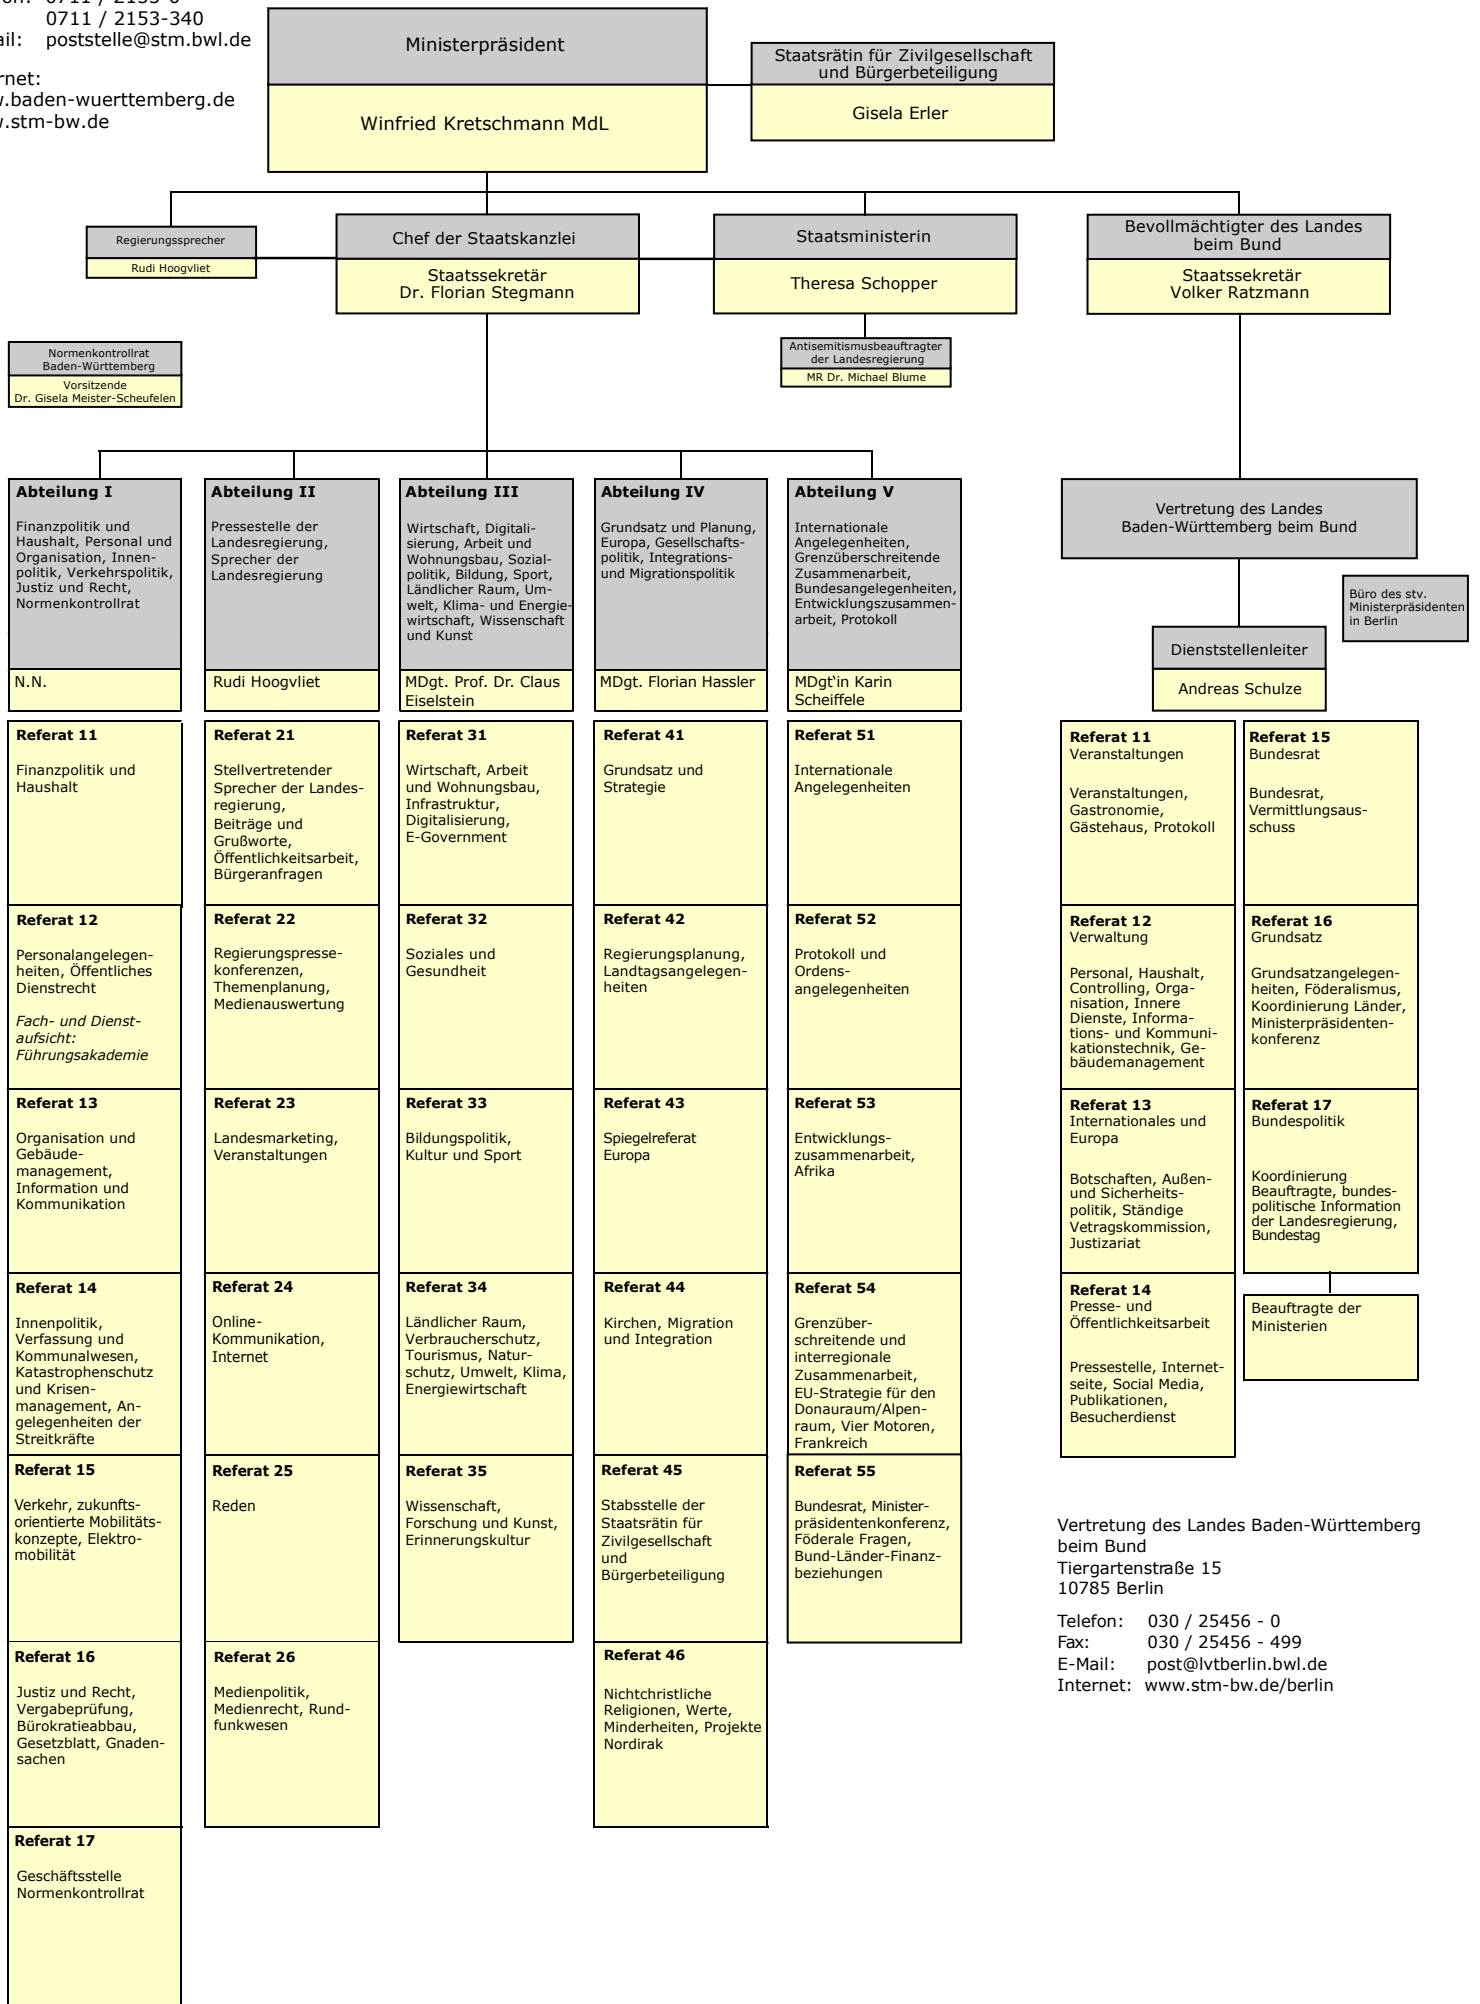 0711 / 2153-340
poststelle@stm.bwl.de
.baden-wuerttemberg.de
.stm-bw.de
Ministerpräsident
Winfried Kretschmann MdL
Staatsrätin für Zivilgesellschaft
und Bürgerbeteiligung
Gisela Erler
Regierungssprecher
Rudi Hoogvliet
Chef der Staatskanzlei
Staatssekretär
Dr. Florian Stegmann
Staatsministerin
Theresa Schopper
Bevollmächtigter des Landes
beim Bund
Staatssekretär
Volker Ratzmann
Normenkontrollrat
Baden-Württemberg
Vorsitzende
Dr. Gisela Meister-Scheufelen
Antisemitismusbeauftragter
der Landesregierung
MR Dr. Michael Blume
Abteilung I
Finanzpolitik und
Haushalt, Personal und
Organisation, Innen-
politik, Verkehrspolitik,
Justiz und Recht,
Normenkontrollrat
N.N.
Abteilung II
Pressestelle der
Landesregierung,
Sprecher der
Landesregierung
Rudi Hoogvliet
Abteilung III
Wirtschaft, Digitali-
sierung, Arbeit und
Wohnungsbau, Sozial-
politik, Bildung, Sport,
Ländlicher Raum, Um-
welt, Klima- und Energie-
wirtschaft, Wissenschaft
und Kunst
MDgt. Prof. Dr. Claus
Eiselstein
Abteilung IV
Grundsatz und Planung,
Europa, Gesellschafts-
politik, Integrations-
und Migrationspolitik
MDgt. Florian Hassler
Abteilung V
Internationale
Angelegenheiten,
Grenzüberschreitende
Zusammenarbeit,
Bundesangelegenheiten,
Entwicklungszusammen-
arbeit, Protokoll
MDgt‘in Karin
Scheiffele
Vertretung des Landes
Baden-Württemberg beim Bund
Büro des stv.
Ministerpräsidenten
in Berlin
Dienststellenleiter
Andreas Schulze
Referat 11
Finanzpolitik und
Haushalt
Referat 12
Personalangelegen-
heiten, Öffentliches
Dienstrecht
Fach- und Dienst-
aufsicht:
Führungsakademie
Referat 13
Organisation und
Gebäude-
management,
Information und
Kommunikation
Referat 14
Innenpolitik,
Verfassung und
Kommunalwesen,
Katastrophenschutz
und Krisen-
management, An-
gelegenheiten der
Streitkräfte
Referat 15
Verkehr, zukunfts-
orientierte Mobilitäts-
konzepte, Elektro-
mobilität
Referat 16
Justiz und Recht,
Vergabeprüfung,
Bürokratieabbau,
Gesetzblatt, Gnaden-
sachen
Referat 17
Geschäftsstelle
Normenkontrollrat
Referat 21
Stellvertretender
Sprecher der Landes-
regierung,
Beiträge und
Grußworte,
Öffentlichkeitsarbeit,
Bürgeranfragen
Referat 22
Regierungspresse-
konferenzen,
Themenplanung,
Medienauswertung
Referat 23
Landesmarketing,
Veranstaltungen
Referat 24
Online-
Kommunikation,
Internet
Referat 25
Reden
Referat 26
Medienpolitik,
Medienrecht, Rund-
funkwesen
Referat 31
Wirtschaft, Arbeit
und Wohnungsbau,
Infrastruktur,
Digitalisierung,
E-Government
Referat 32
Soziales und
Gesundheit
Referat 33
Bildungspolitik,
Kultur und Sport
Referat 34
Ländlicher Raum,
Verbraucherschutz,
Tourismus, Natur-
schutz, Umwelt, Klima,
Energiewirtschaft
Referat 35
Wissenschaft,
Forschung und Kunst,
Erinnerungskultur
Referat 41
Grundsatz und
Strategie
Referat 42
Regierungsplanung,
Landtagsangelegen-
heiten
Referat 43
Spiegelreferat
Europa
Referat 44
Kirchen, Migration
und Integration
Referat 45
Stabsstelle der
Staatsrätin für
Zivilgesellschaft
und
Bürgerbeteiligung
Referat 46
Nichtchristliche
Religionen, Werte,
Minderheiten, Projekte
Nordirak
Referat 51
Internationale
Angelegenheiten
Referat 52
Protokoll und
Ordens-
angelegenheiten
Referat 53
Entwicklungs-
zusammenarbeit,
Afrika
Referat 54
Grenzüber-
schreitende und
interregionale
Zusammenarbeit,
EU-Strategie für den
Donauraum/Alpen-
raum, Vier Motoren,
Frankreich
Referat 55
Bundesrat, Minister-
präsidentenkonferenz,
Föderale Fragen,
Bund-Länder-Finanz-
beziehungen
Referat 11
Veranstaltungen
Veranstaltungen,
Gastronomie,
Gästehaus, Protokoll
Referat 12
Verwaltung
Personal, Haushalt,
Controlling, Orga-
nisation, Innere
Dienste, Informa-
tions- und Kommuni-
kationstechnik, Ge-
bäudemanagement
Referat 13
Internationales und
Europa
Botschaften, Außen-
und Sicherheits-
politik, Ständige
Vetragskommission,
Justizariat
Referat 14
Presse- und
Öffentlichkeitsarbeit
Pressestelle, Internet-
seite, Social Media,
Publikationen,
Besucherdienst
Referat 15
Bundesrat
Bundesrat,
Vermittlungsaus-
schuss
Referat 16
Grundsatz
Grundsatzangelegen-
heiten, Föderalismus,
Koordinierung Länder,
Ministerpräsidenten-
konferenz
Referat 17
Bundespolitik
Koordinierung
Beauftragte, bundes-
politische Information
der Landesregierung,
Bundestag
Beauftragte der
Ministerien
Vertretung des Landes Baden-Württemberg
beim Bund
Tiergartenstraße 15
10785 Berlin
Telefon: 030 / 25456 - 0
Fax: 030 / 25456 - 499
E-Mail: post@lvtberlin.bwl.de
Internet: www.stm-bw.de/berlin